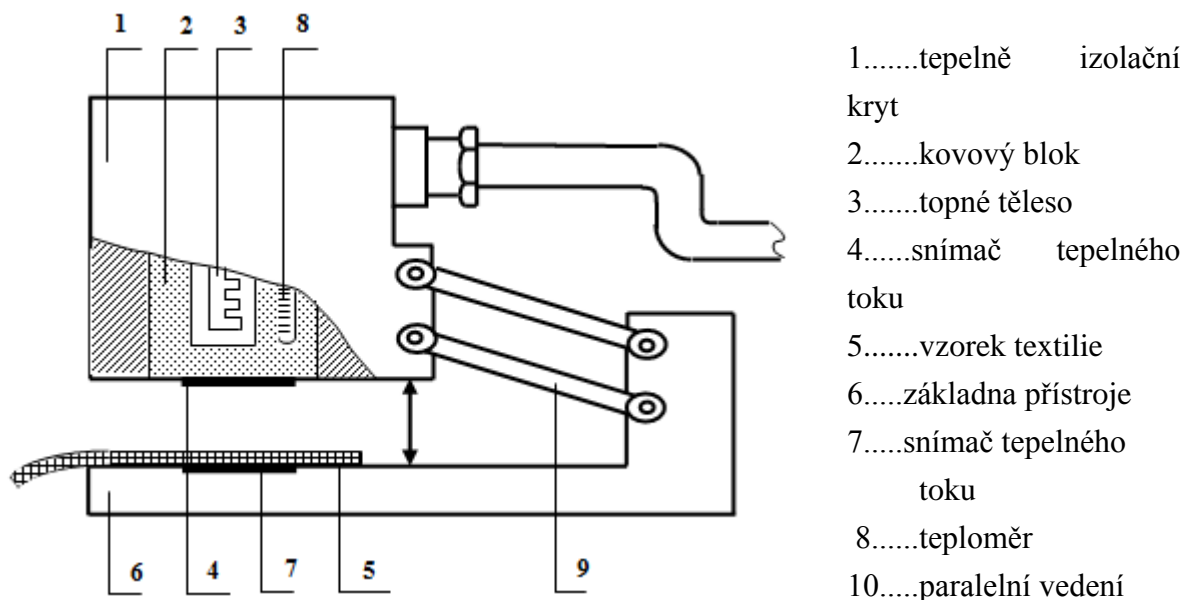 1 2 3 8
1.......tepelně izolační
kryt
2.......kovový blok
3.......topné těleso
4......snímač tepelného
toku
5.......vzorek textilie
6.....základna přístroje
7.....snímač tepelného
toku
8......teploměr
10.....paralelní vedení
6 4 7 5 9